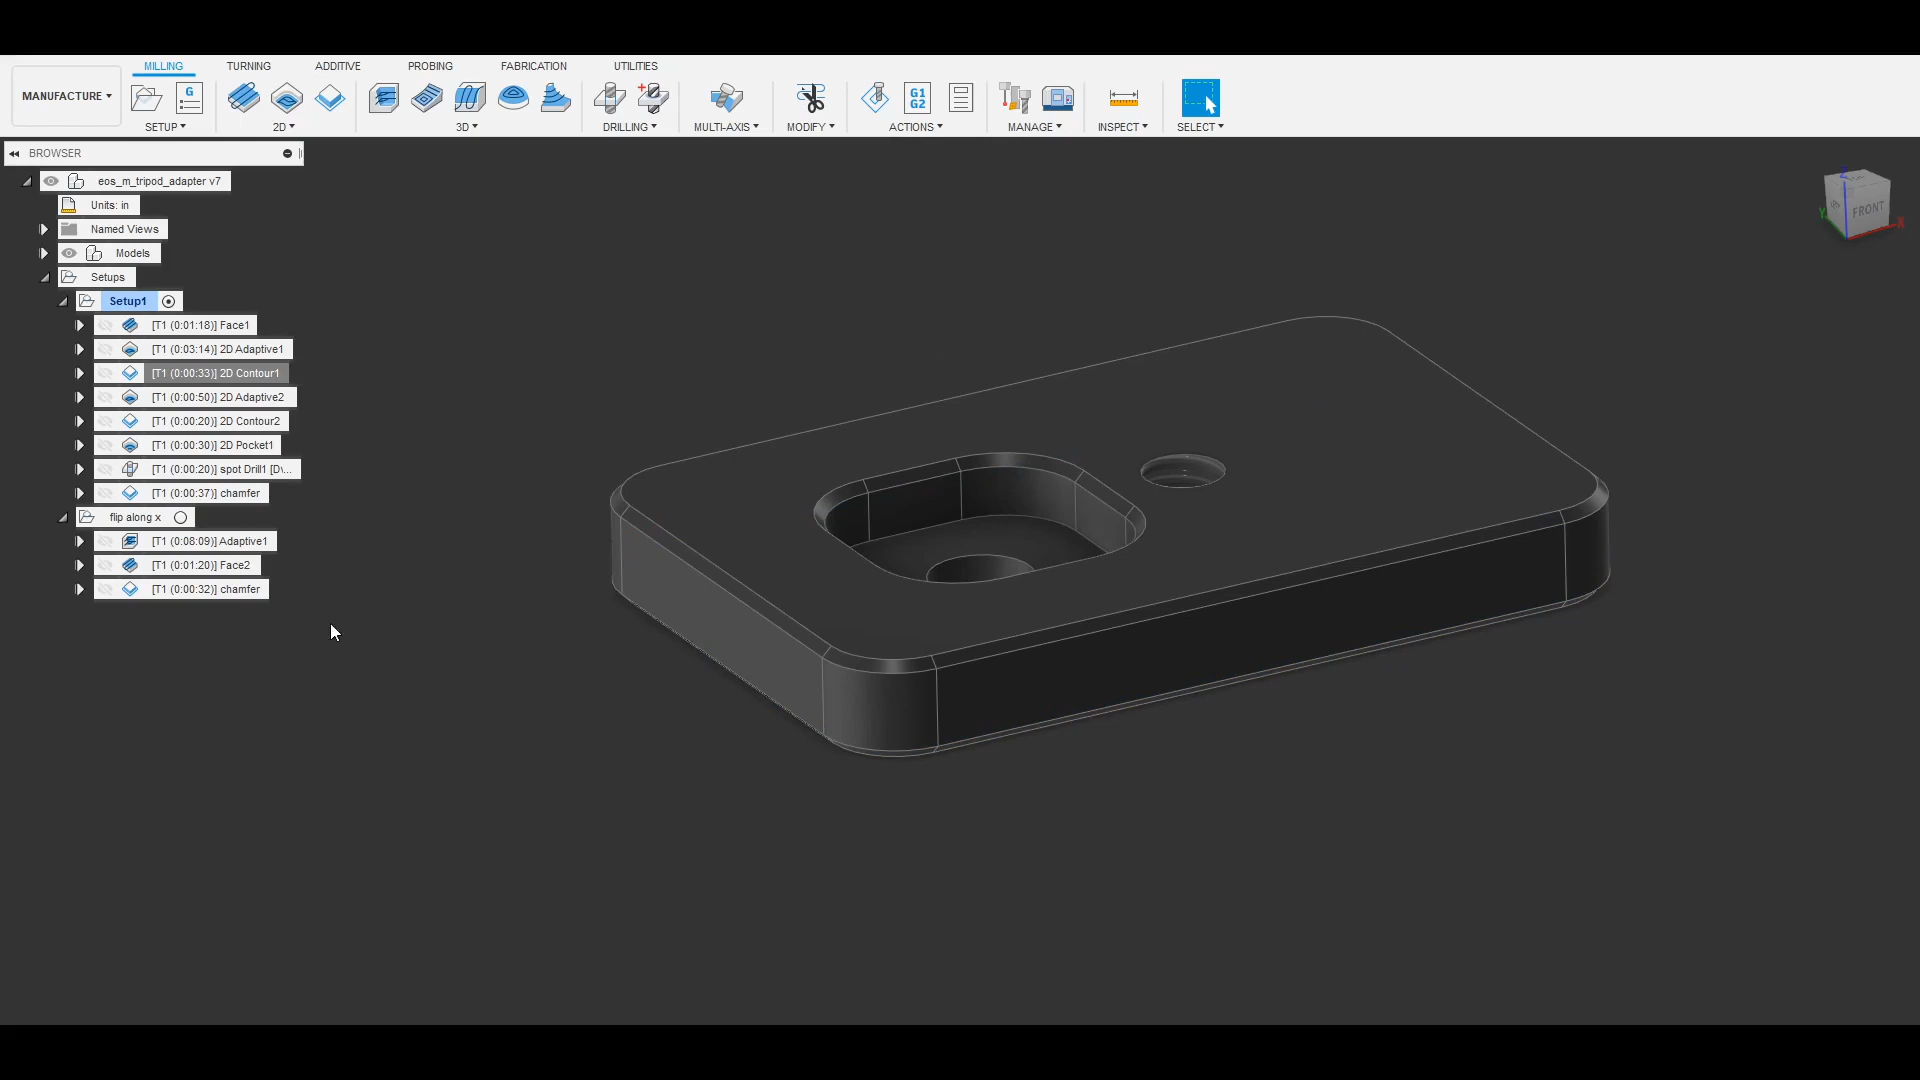 MILLING TURNING ADDITIVE PROBING FABRICATION UTILITIES
MANUFACTURE
G
G1
G2
SETUP 2D 3D DRILLING MULTI-AXIS MODIFY ACTIONS MANAGE INSPECT SELECT
BROWSER
eos_m_tripod_adapter v7
Units: in
Named Views
Models
Setups
Setup1
[T1 (0:01:18)] Face1
[T1 (0:03:14)] 2D Adaptive1
[T1 (0:00:33)] 2D Contour1
[T1 (0:00:50)] 2D Adaptive2
[T1 (0:00:20)] 2D Contour2
[T1 (0:00:30)] 2D Pocket1
[T1 (0:00:20)] spot Drill1 [D\...
[T1 (0:00:37)] chamfer
flip along x
[T1 (0:08:09)] Adaptive1
[T1 (0:01:20)] Face2
[T1 (0:00:32)] chamfer
Z
FRONT
Y
X